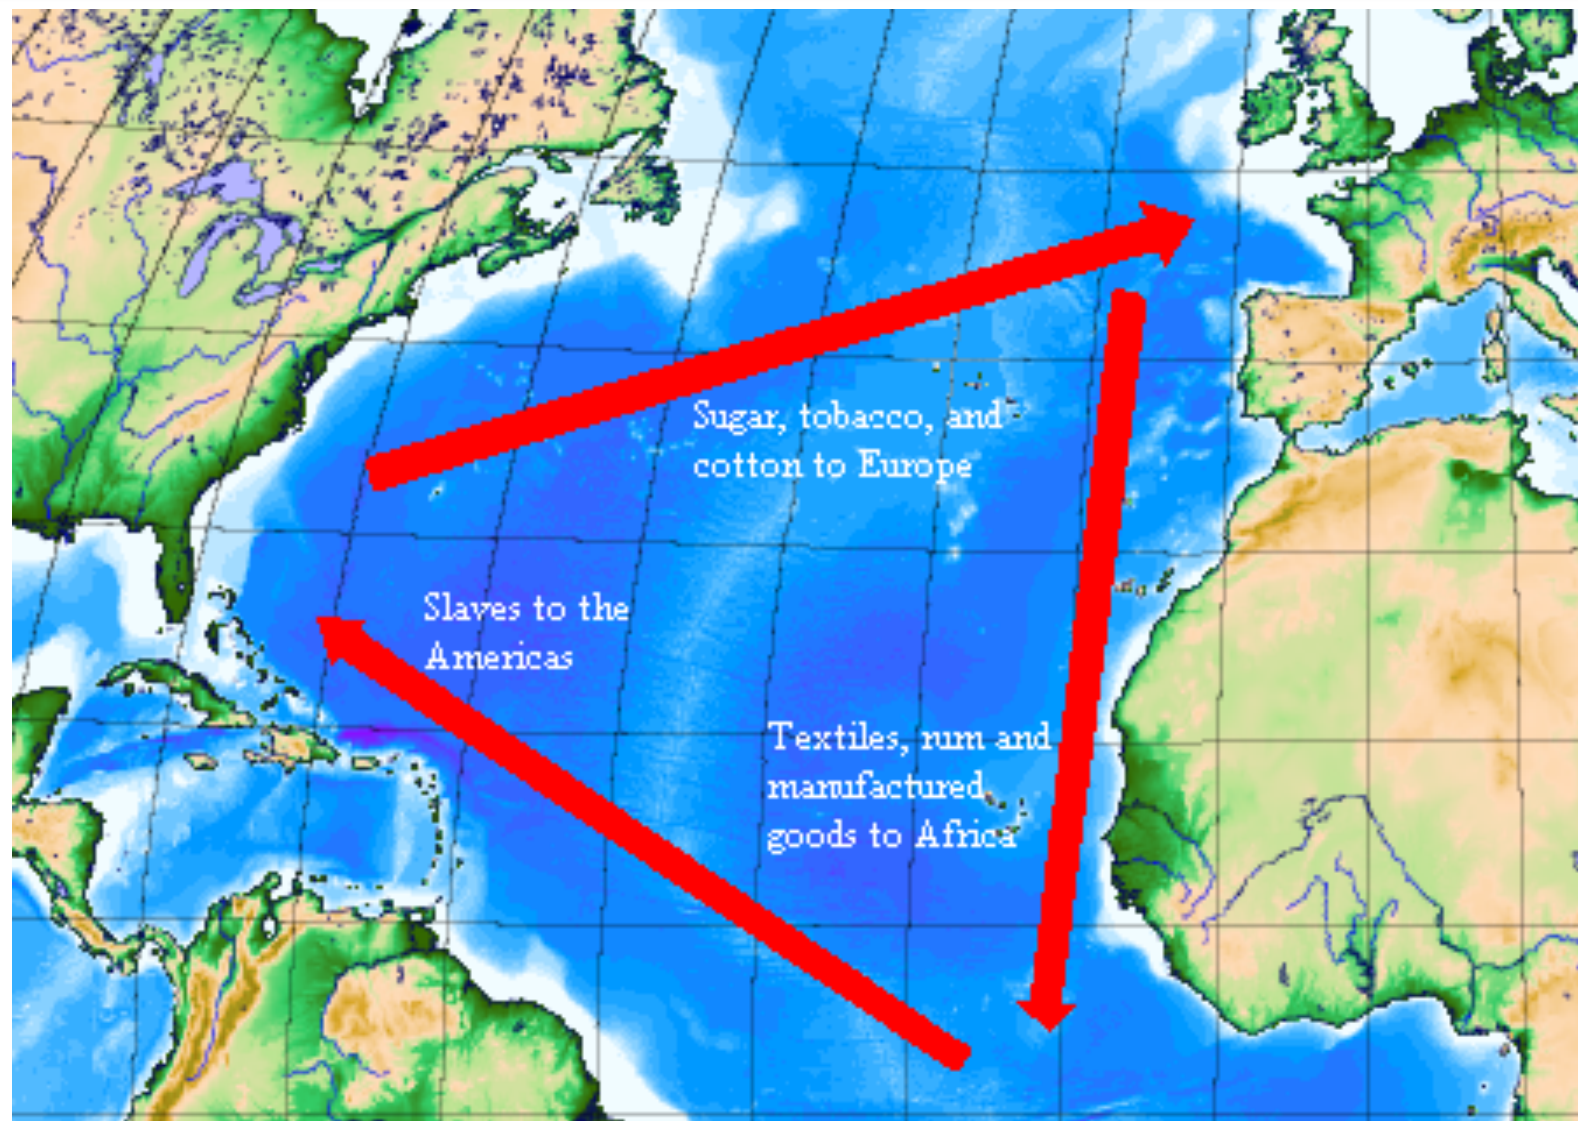 Sugar, tobacco, and
cotton to Europe
Slaves to the
Americas
Textiles, rum and
manufactured
goods to Africa